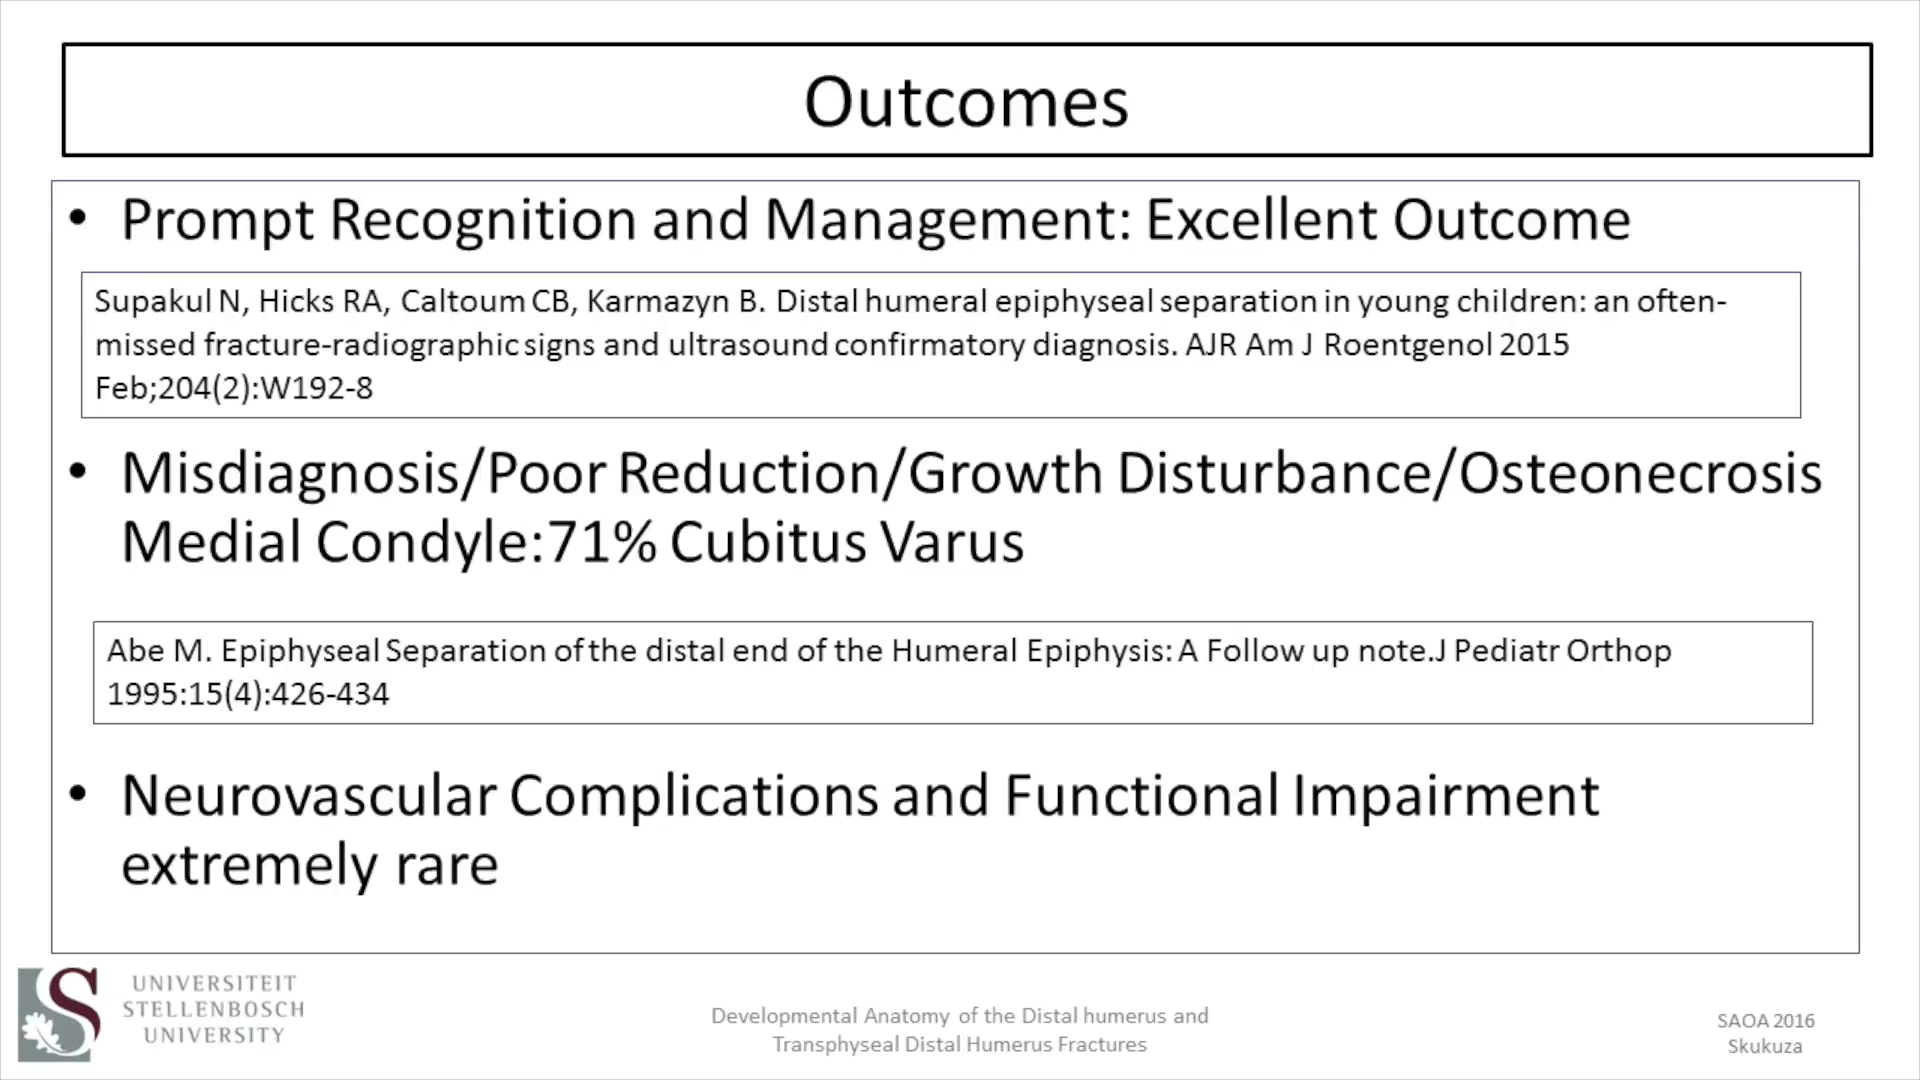 Outcomes
• Prompt Recognition and Management: Excellent Outcome
Supakul N, Hicks RA, Caltoum CB, Karmazyn B. Distal humeral epiphyseal separation in young children: an often-
missed fracture-radiographic signs and ultrasound confirmatory diagnosis. AJR Am J Roentgenol 2015
Feb;204(2):W192-8
• Misdiagnosis/Poor Reduction/Growth Disturbance/Osteonecrosis
Medial Condyle:71% Cubitus Varus
Abe M. Epiphyseal Separation of the distal end of the Humeral Epiphysis: A Follow up note.J Pediatr Orthop
1995:15(4):426-434
• Neurovascular Complications and Functional Impairment
extremely rare
UNIVERSITEIT
STELLENBOSCH
UNIVERSITY
Developmental Anatomy of the Distal humerus and
Transphyseal Distal Humerus Fractures
SAOA 2016
Skukuza